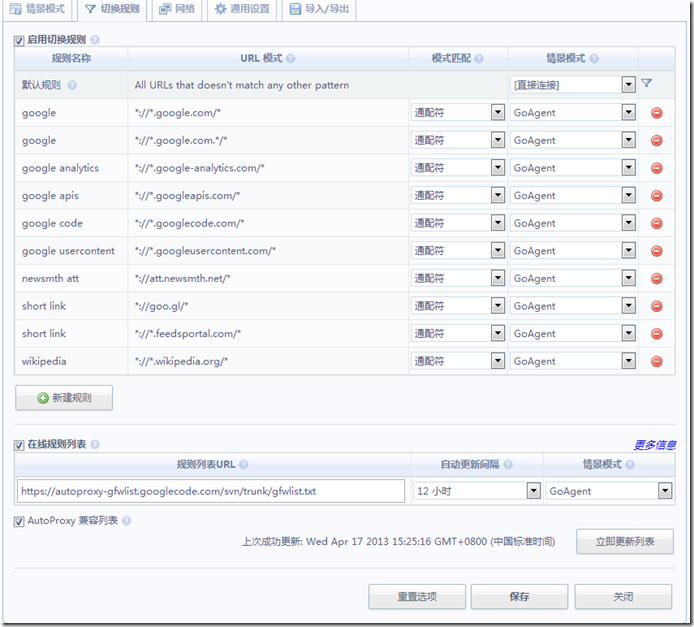 情景模式 切换规则 网络 通用设置 导入/导出
启用切换规则
规则名称 URL 模式 模式匹配 情景模式
默认规则 All URLs that doesn't match any other pattern [直接连接]
google *://*.google.com/* 通配符 GoAgent
google *://*.google.com.*/* 通配符 GoAgent
google analytics *://*.google-analytics.com/* 通配符 GoAgent
google apis *://*.googleapis.com/* 通配符 GoAgent
google code *://*.googlecode.com/* 通配符 GoAgent
google usercontent *://*.googleusercontent.com/* 通配符 GoAgent
newsmth att *://att.newsmth.net/* 通配符 GoAgent
short link *://goo.gl/* 通配符 GoAgent
short link *://*.feedsportal.com/* 通配符 GoAgent
wikipedia *://*.wikipedia.org/* 通配符 GoAgent
新建规则
在线规则列表 更多信息
规则列表URL 自动更新间隔 情景模式
https://autoproxy-gfwlist.googlecode.com/svn/trunk/gfwlist.txt 12 小时 GoAgent
AutoProxy 兼容列表
上次成功更新: Wed Apr 17 2013 15:25:16 GMT+0800 (中国标准时间) 立即更新列表
重置选项 保存 关闭